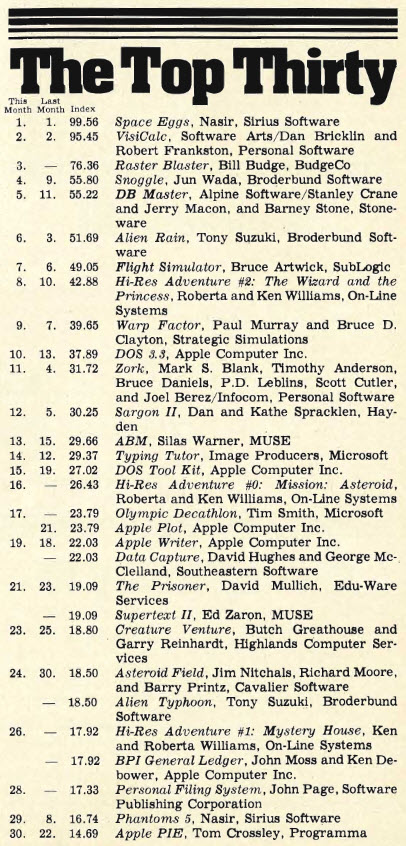 The Top Thirty
This Last
Month Month Index
1. 1. 99.56 Space Eggs, Nasir, Sirius Software
2. 2. 95.45 VisiCalc, Software Arts/Dan Bricklin and
Robert Frankston, Personal Software
3. — 76.36 Raster Blaster, Bill Budge, BudgeCo
4. 9. 55.80 Snoggle, Jun Wada, Broderbund Software
5. 11. 55.22 DB Master, Alpine Software/Stanley Crane
and Jerry Macon, and Barney Stone, Stone-
ware
6. 3. 51.69 Alien Rain, Tony Suzuki, Broderbund Soft-
ware
7. 6. 49.05 Flight Simulator, Bruce Artwick, SubLogic
8. 10. 42.88 Hi-Res Adventure #2: The Wizard and the
Princess, Roberta and Ken Williams, On-Line
Systems
9. 7. 39.65 Warp Factor, Paul Murray and Bruce D.
Clayton, Strategic Simulations
10. 13. 37.89 DOS 3.3, Apple Computer Inc.
11. 4. 31.72 Zork, Mark S. Blank, Timothy Anderson,
Bruce Daniels, P.D. Leblins, Scott Cutler,
and Joel Berez/Infocom, Personal Software
12. 5. 30.25 Sargon II, Dan and Kathe Spracklen, Hay-
den
13. 15. 29.66 ABM, Silas Warner, MUSE
14. 12. 29.37 Typing Tutor, Image Producers, Microsoft
15. 19. 27.02 DOS Tool Kit, Apple Computer Inc.
16. — 26.43 Hi-Res Adventure #0: Mission: Asteroid,
Roberta and Ken Williams, On-Line Systems
17. — 23.79 Olympic Decathlon, Tim Smith, Microsoft
21. 23.79 Apple Plot, Apple Computer Inc.
19. 18. 22.03 Apple Writer, Apple Computer Inc.
— 22.03 Data Capture, David Hughes and George Mc-
Clelland, Southeastern Software
21. 23. 19.09 The Prisoner, David Mullich, Edu-Ware
Services
— 19.09 Supertext II, Ed Zaron, MUSE
23. 25. 18.80 Creature Venture, Butch Greathouse and
Garry Reinhardt, Highlands Computer Ser-
vices
24. 30. 18.50 Asteroid Field, Jim Nitchals, Richard Moore,
and Barry Printz, Cavalier Software
— 18.50 Alien Typhoon, Tony Suzuki, Broderbund
Software
26. — 17.92 Hi-Res Adventure #1: Mystery House, Ken
and Roberta Williams, On-Line Systems
— 17.92 BPI General Ledger, John Moss and Ken De-
bower, Apple Computer Inc.
28. — 17.33 Personal Filing System, John Page, Software
Publishing Corporation
29. 8. 16.74 Phantoms 5, Nasir, Sirius Software
30. 22. 14.69 Apple PIE, Tom Crossley, Programma